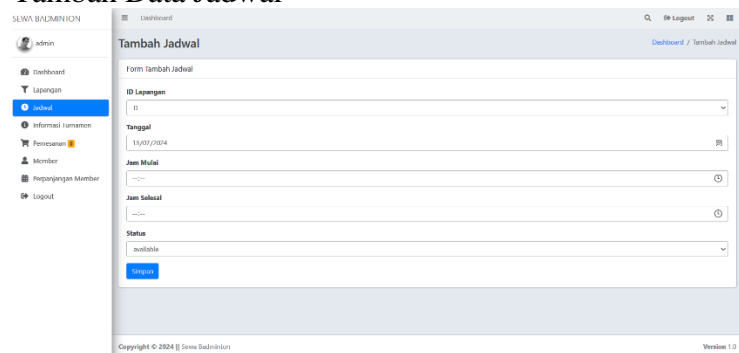 Tambah Data Jadwal
SEWA BADMINTON
Dashboard
Logout
admin
Tambah Jadwal
Dashboard / Tambah Jadwal
Dashboard
Lapangan
Jadwal
Informasi Turnamen
Pemesanan
Member
Perpanjangan Member
Logout
Form Tambah Jadwal
ID Lapangan
Tanggal
13/07/2024
Jam Mulai
--:--
Jam Selesai
--:--
Status
available
Simpan
Copyright © 2024 || Sewa Badminton
Version 1.0